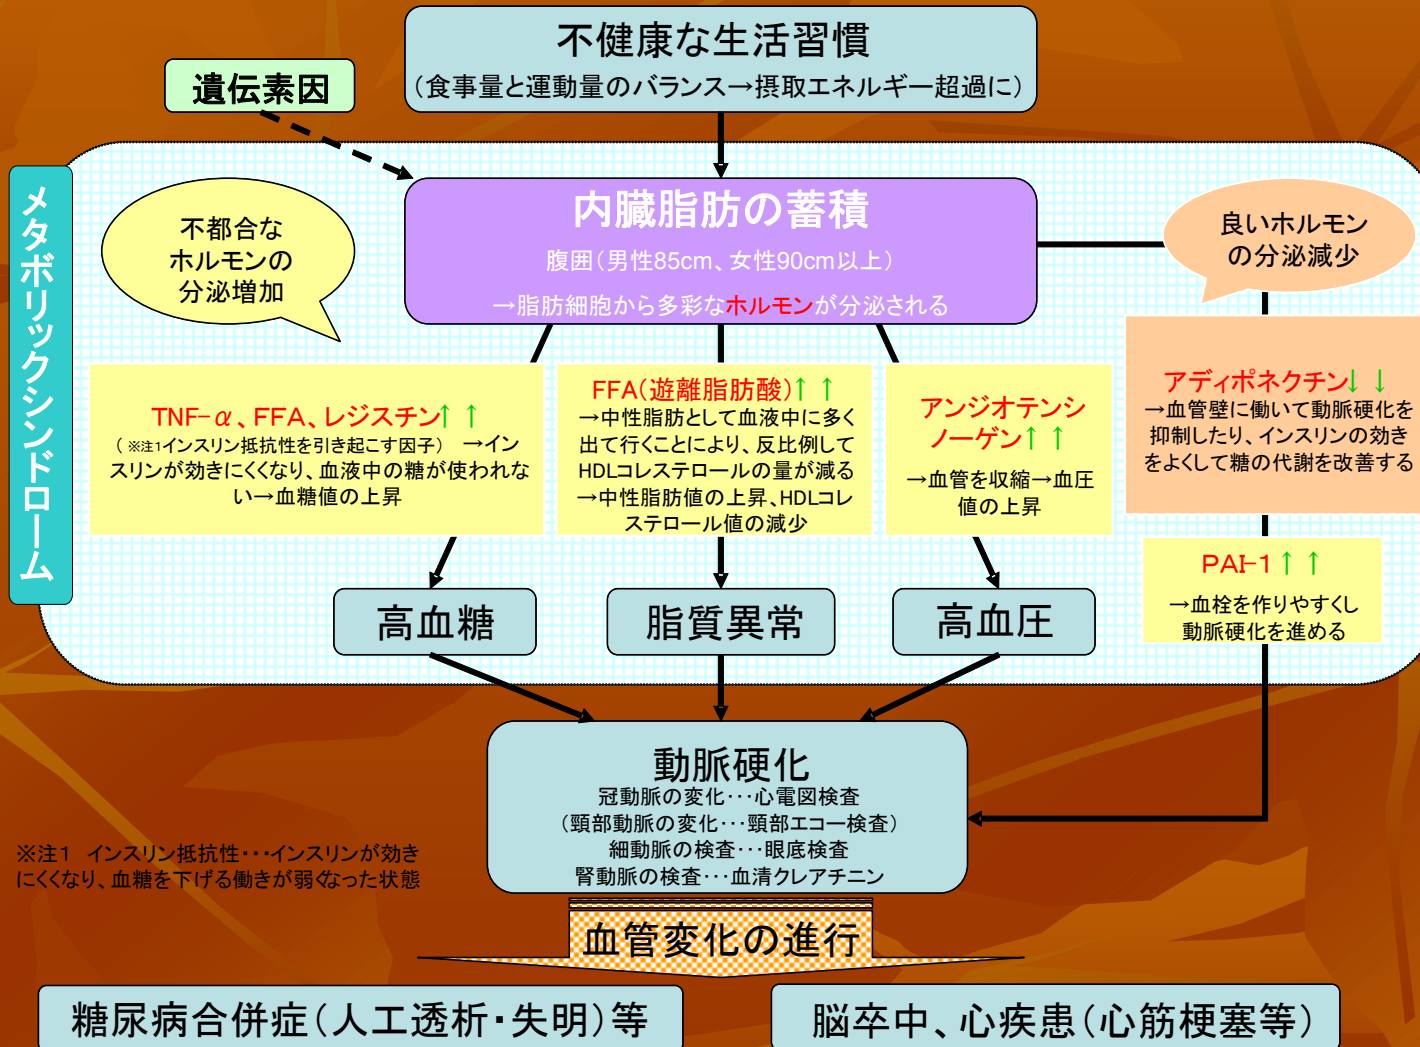 不健康な生活習慣
(食事量と運動量のバランス→摂取エネルギー超過に)
遺伝素因
メタボリックシンドローム
不都合な
ホルモンの
分泌増加
内臓脂肪の蓄積
腹囲(男性85cm、女性90cm以上)
→脂肪細胞から多彩なホルモンが分泌される
良いホルモン
の分泌減少
TNF-α、FFA、レジスチン↑ ↑
( ※注1インスリン抵抗性を引き起こす因子) →イン
スリンが効きにくくなり、血液中の糖が使われな
い→血糖値の上昇
FFA(遊離脂肪酸)↑ ↑
→中性脂肪として血液中に多く
出て行くことにより、反比例して
HDLコレステロールの量が減る
→中性脂肪値の上昇、HDLコレ
ステロール値の減少
アンジオテンシ
ノーゲン↑ ↑
→血管を収縮→血圧
値の上昇
アディポネクチン↓ ↓
→血管壁に働いて動脈硬化を
抑制したり、インスリンの効き
をよくして糖の代謝を改善する
PAI-1 ↑ ↑
→血栓を作りやすくし
動脈硬化を進める
高血糖
脂質異常
高血圧
動脈硬化
冠動脈の変化･･･心電図検査
(頸部動脈の変化･･･頸部エコー検査)
細動脈の検査･･･眼底検査
腎動脈の検査･･･血清クレアチニン
※注1 インスリン抵抗性･･･インスリンが効き
にくくなり、血糖を下げる働きが弱くなった状態
血管変化の進行
糖尿病合併症(人工透析･失明)等
脳卒中、心疾患(心筋梗塞等)